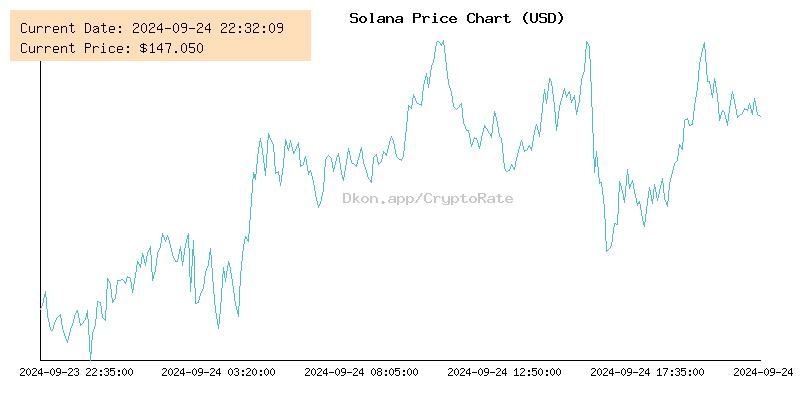 Solana Price Chart (USD)
Current Date: 2024-09-24 22:32:09
Current Price: $147.050
Dkon.app/CryptoRate
2024-09-23 22:35:00 2024-09-24 03:20:00 2024-09-24 08:05:00 2024-09-24 12:50:00 2024-09-24 17:35:00 2024-09-24